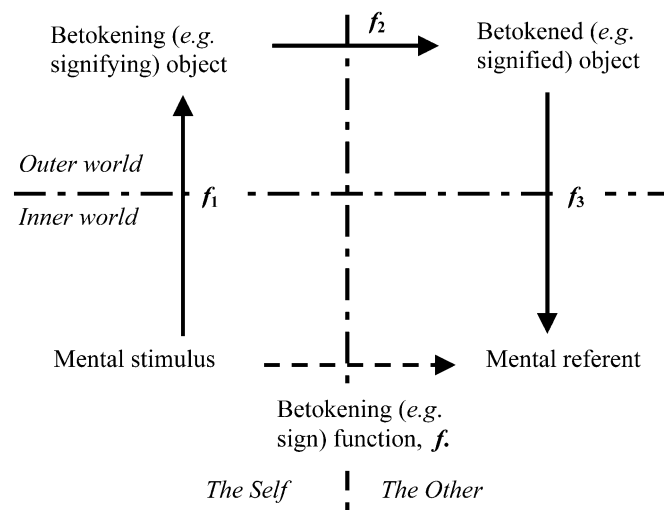 Betokening (e.g.
signifying) object
f2
Betokened (e.g.
signified) object
Outer world
f1
f3
Inner world
Mental stimulus
Mental referent
Betokening (e.g.
sign) function, f.
The Self
The Other